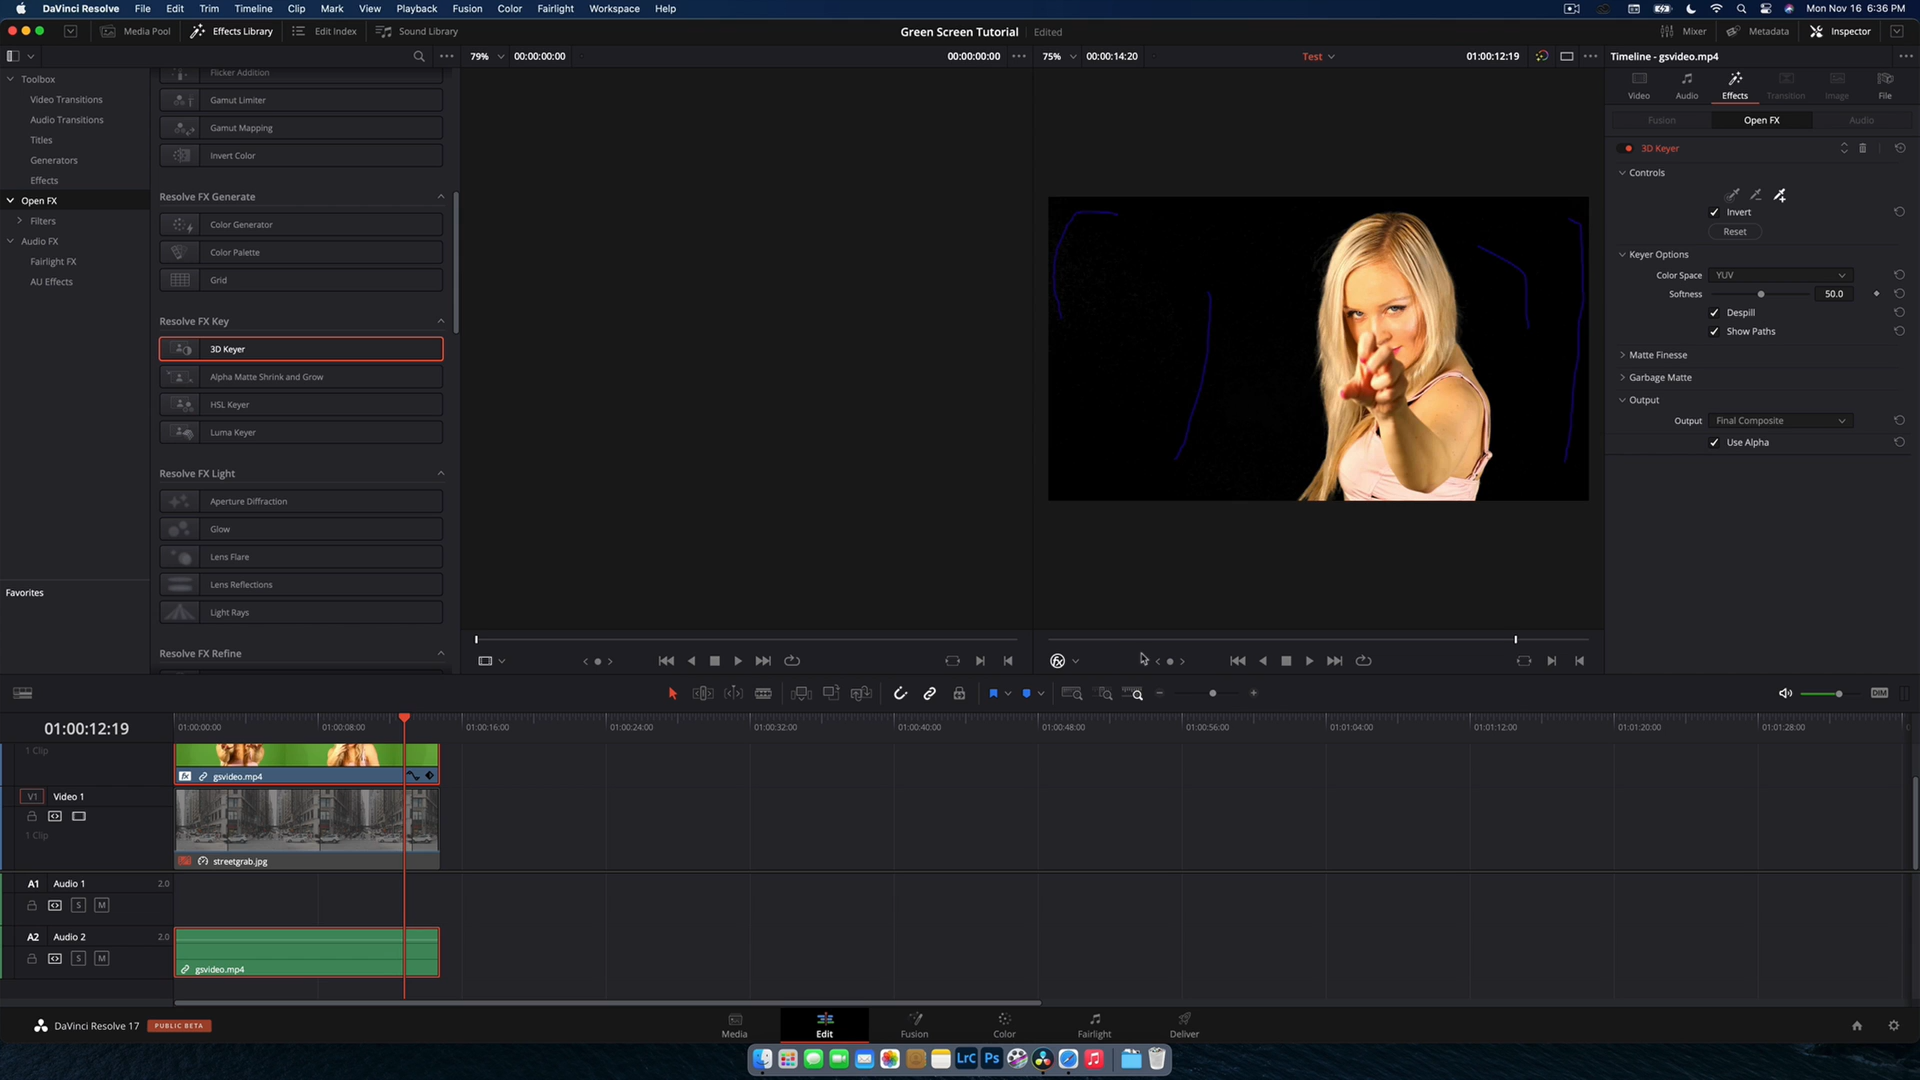 DaVinci Resolve File Edit Trim Timeline Clip Mark View Playback Fusion Color Fairlight Workspace Help Mon Nov 16 6:36 PM
Media Pool Effects Library Edit Index Sound Library Green Screen Tutorial Edited Mixer Metadata Inspector
79% 00:00:00:00 00:00:00:00 75% 00:00:14:20 Test 01:00:12:19 Timeline - gsvideo.mp4
Toolbox
Video Transitions
Audio Transitions
Titles
Generators
Effects
Open FX
Filters
Audio FX
Fairlight FX
AU Effects
Favorites
Flicker Addition
Gamut Limiter
Gamut Mapping
Invert Color
Resolve FX Generate
Color Generator
Color Palette
Grid
Resolve FX Key
3D Keyer
Alpha Matte Shrink and Grow
HSL Keyer
Luma Keyer
Resolve FX Light
Aperture Diffraction
Glow
Lens Flare
Lens Reflections
Light Rays
Resolve FX Refine
Video Audio Effects Transition Image File
Fusion Open FX Audio
3D Keyer
Controls
Invert
Reset
Keyer Options
Color Space YUV
Softness 50.0
Despill
Show Paths
Matte Finesse
Garbage Matte
Output
Output Final Composite
Use Alpha
DIM
01:00:12:19 01:00:00:00 01:00:08:00 01:00:16:00 01:00:24:00 01:00:32:00 01:00:40:00 01:00:48:00 01:00:56:00 01:01:04:00 01:01:12:00 01:01:20:00 01:01:28:00
1 Clip
gsvideo.mp4
V1 Video 1
1 Clip
streetgrab.jpg
A1 Audio 1 2.0
S M
A2 Audio 2 2.0
S M
gsvideo.mp4
DaVinci Resolve 17 PUBLIC BETA
Media Edit Fusion Color Fairlight Deliver
LrC Ps